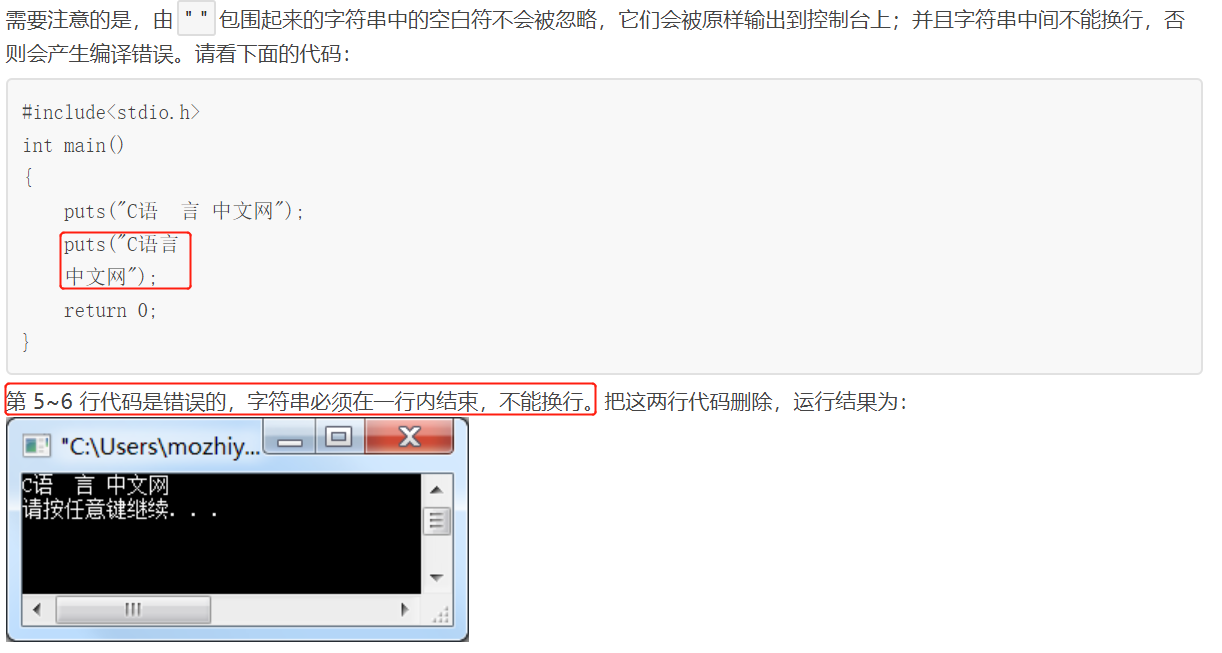 需要注意的是，由 " " 包围起来的字符串中的空白符不会被忽略，它们会被原样输出到控制台上；并且字符串中间不能换行，否
则会产生编译错误。请看下面的代码：
#include<stdio.h>
int main()
{
    puts("C语  言 中文网");
    puts("C语言
    中文网");
    return 0;
}
第 5~6 行代码是错误的，字符串必须在一行内结束，不能换行。把这两行代码删除，运行结果为：
"C:\Users\mozhiy...
C语  言 中文网
请按任意键继续. . .